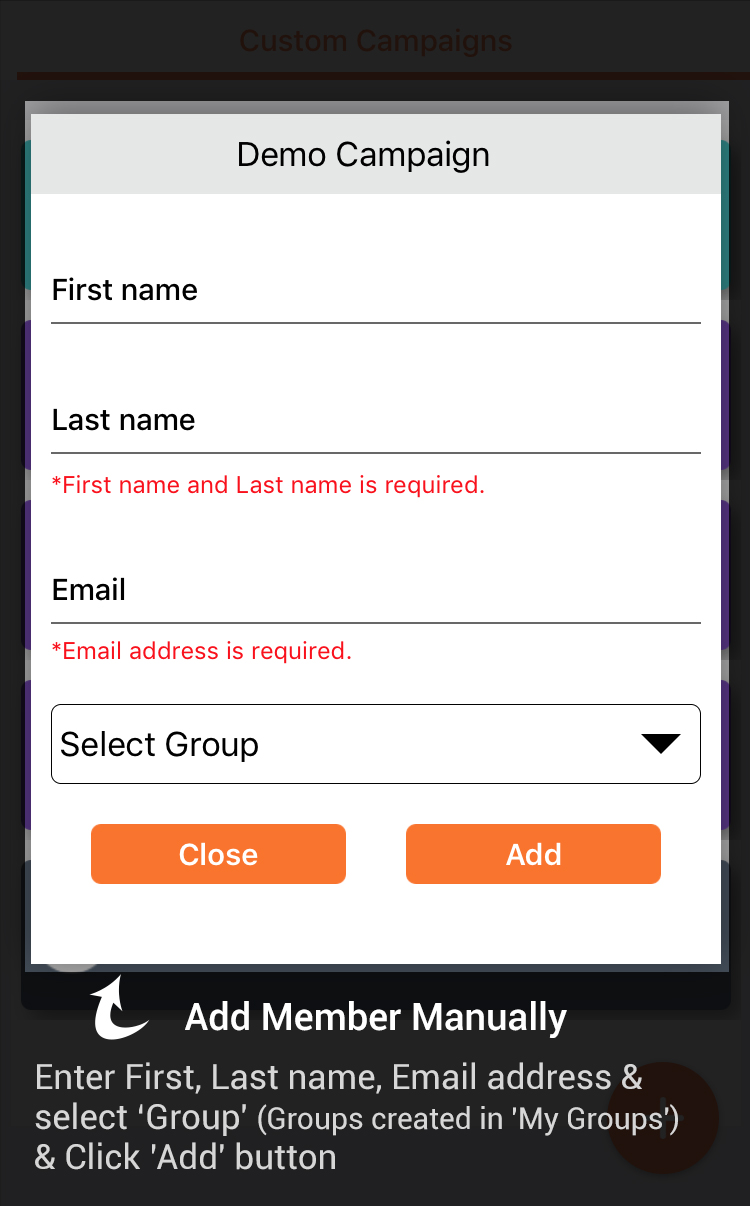 Custom Campaigns
Demo Campaign
First name
Last name
*First name and Last name is required.
Email
*Email address is required.
Select Group
Close
Add
Add Member Manually
Enter First, Last name, Email address &
select ‘Group’ (Groups created in 'My Groups')
& Click 'Add' button